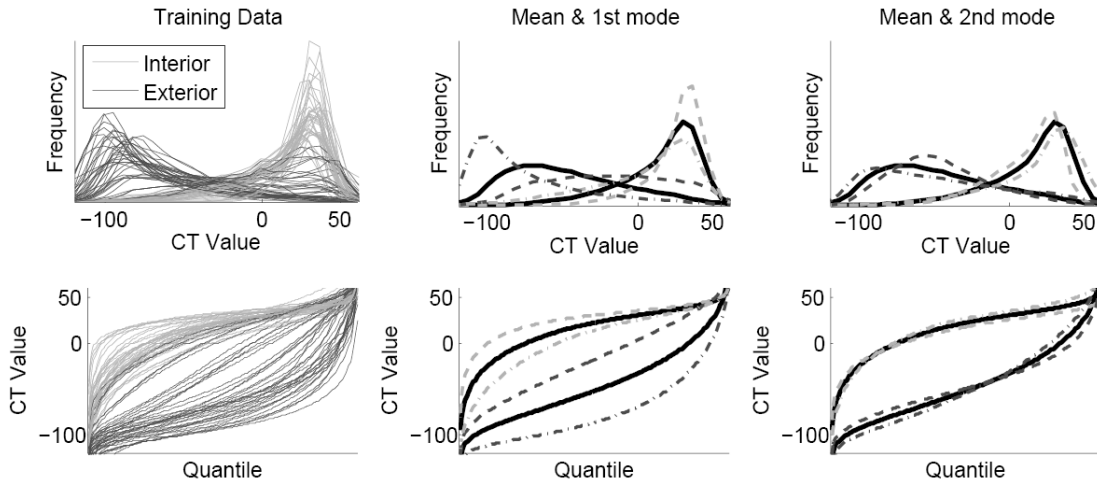 Training Data
Mean & 1st mode
Mean & 2nd mode
Frequency
Interior
Exterior
−100
0
50
CT Value
Frequency
−100
0
50
CT Value
Frequency
−100
0
50
CT Value
CT Value
50
0
−100
Quantile
CT Value
50
0
−100
Quantile
CT Value
50
0
−100
Quantile